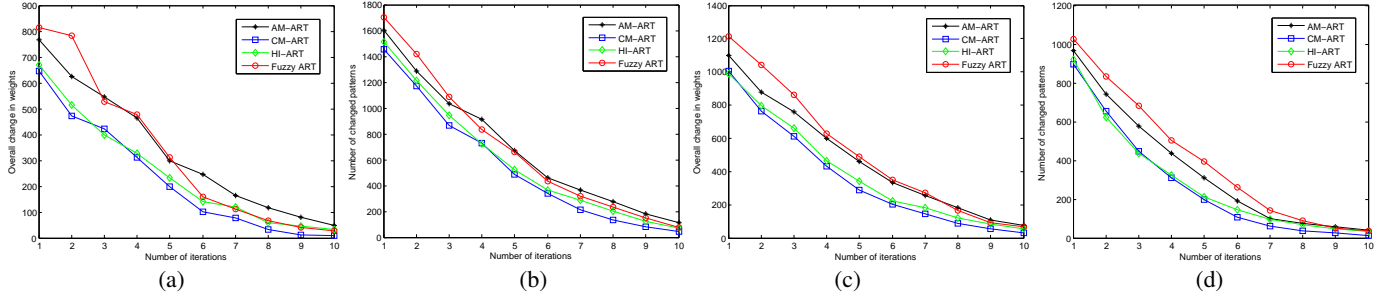 900
800
700
600
500
400
300
200
100
0
1 2 3 4 5 6 7 8 9 10
Overall change in weights
Number of iterations
AM−ART
CM−ART
HI−ART
Fuzzy ART
(a)
1800
1600
1400
1200
1000
800
600
400
200
0
1 2 3 4 5 6 7 8 9 10
Number of changed patterns
Number of iterations
AM−ART
CM−ART
HI−ART
Fuzzy ART
(b)
1400
1200
1000
800
600
400
200
0
1 2 3 4 5 6 7 8 9 10
Overall change in weights
Number of iterations
AM−ART
CM−ART
HI−ART
Fuzzy ART
(c)
1200
1000
800
600
400
200
0
1 2 3 4 5 6 7 8 9 10
Number of changed patterns
Number of iterations
AM−ART
CM−ART
HI−ART
Fuzzy ART
(d)